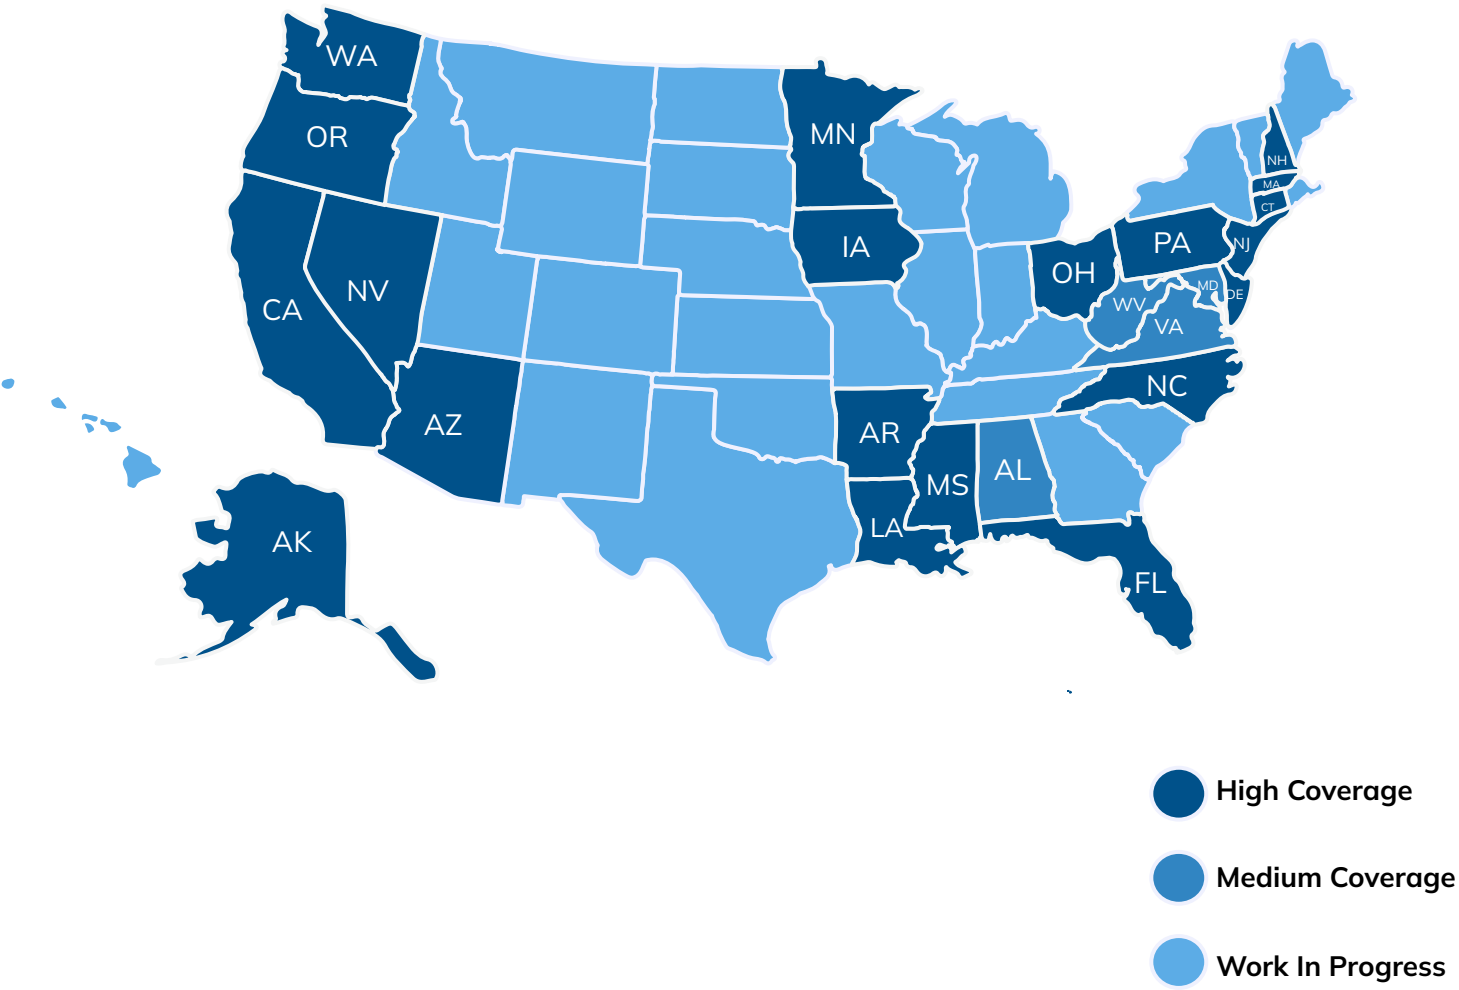 WA
OR
MN
NH
MA
CT
IA
PA
NJ
OH
NV
CA
MD
DE
WV
VA
NC
AZ
AR
AL
MS
LA
AK
FL
High Coverage
Medium Coverage
Work In Progress